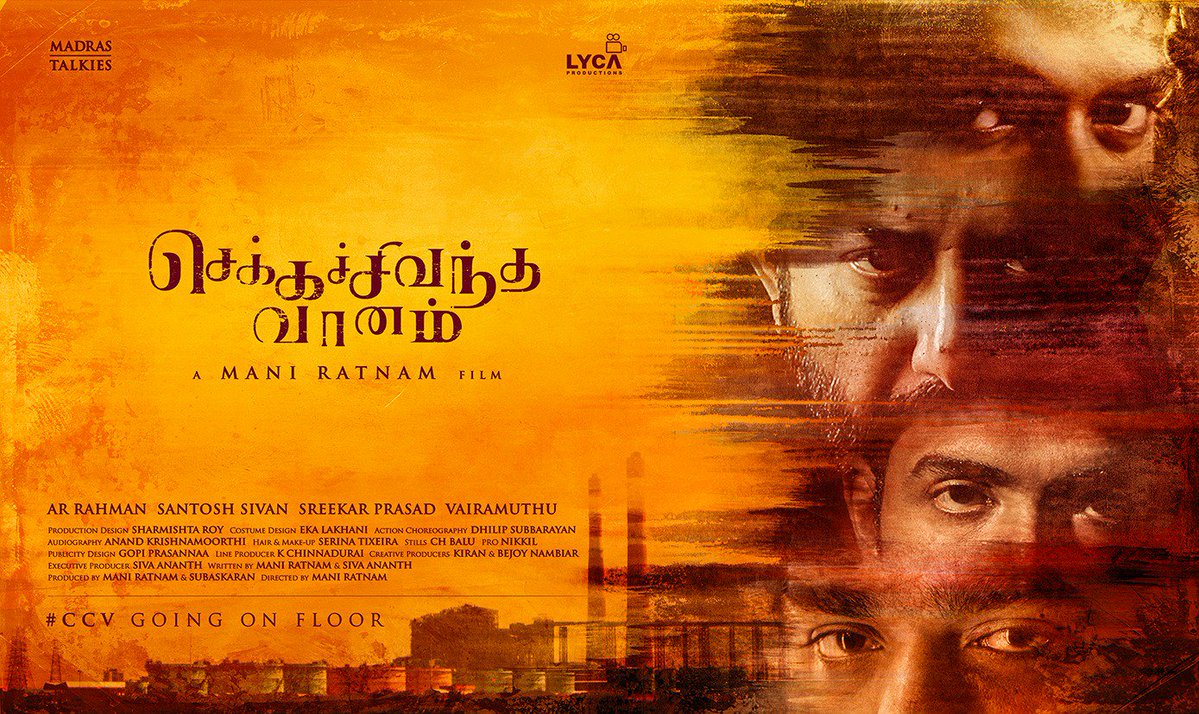 MADRAS
TALKIES
LYCA
PRODUCTIONS
செக்கச்சிவந்த
வானம்
A MANI RATNAM FILM
AR RAHMAN SANTOSH SIVAN SREEKAR PRASAD VAIRAMUTHU
PRODUCTION DESIGN SHARMISHTA ROY COSTUME DESIGN EKA LAKHANI ACTION CHOREOGRAPHY DHILIP SUBBARAYAN
AUDIOGRAPHY ANAND KRISHNAMOORTHI HAIR & MAKE-UP SERINA TIXEIRA STILLS CH BALU PRO NIKKIL
PUBLICITY DESIGN GOPI PRASANNAA LINE PRODUCER K CHINNADURAI CREATIVE PRODUCERS KIRAN & BEJOY NAMBIAR
EXECUTIVE PRODUCER SIVA ANANTH WRITTEN BY MANI RATNAM & SIVA ANANTH
PRODUCED BY MANI RATNAM & SUBASKARAN DIRECTED BY MANI RATNAM
#CCV GOING ON FLOOR